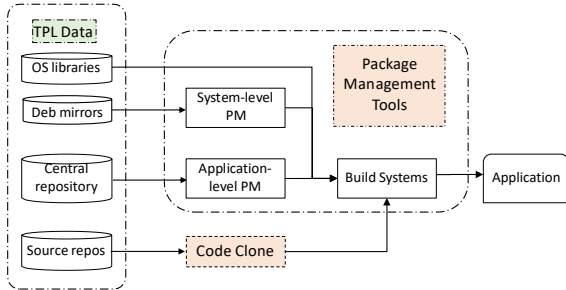 TPL Data
OS libraries
Deb mirrors
Central
repository
Source repos
System-level
PM
Application-
level PM
Code Clone
Package
Management
Tools
Build Systems
Application